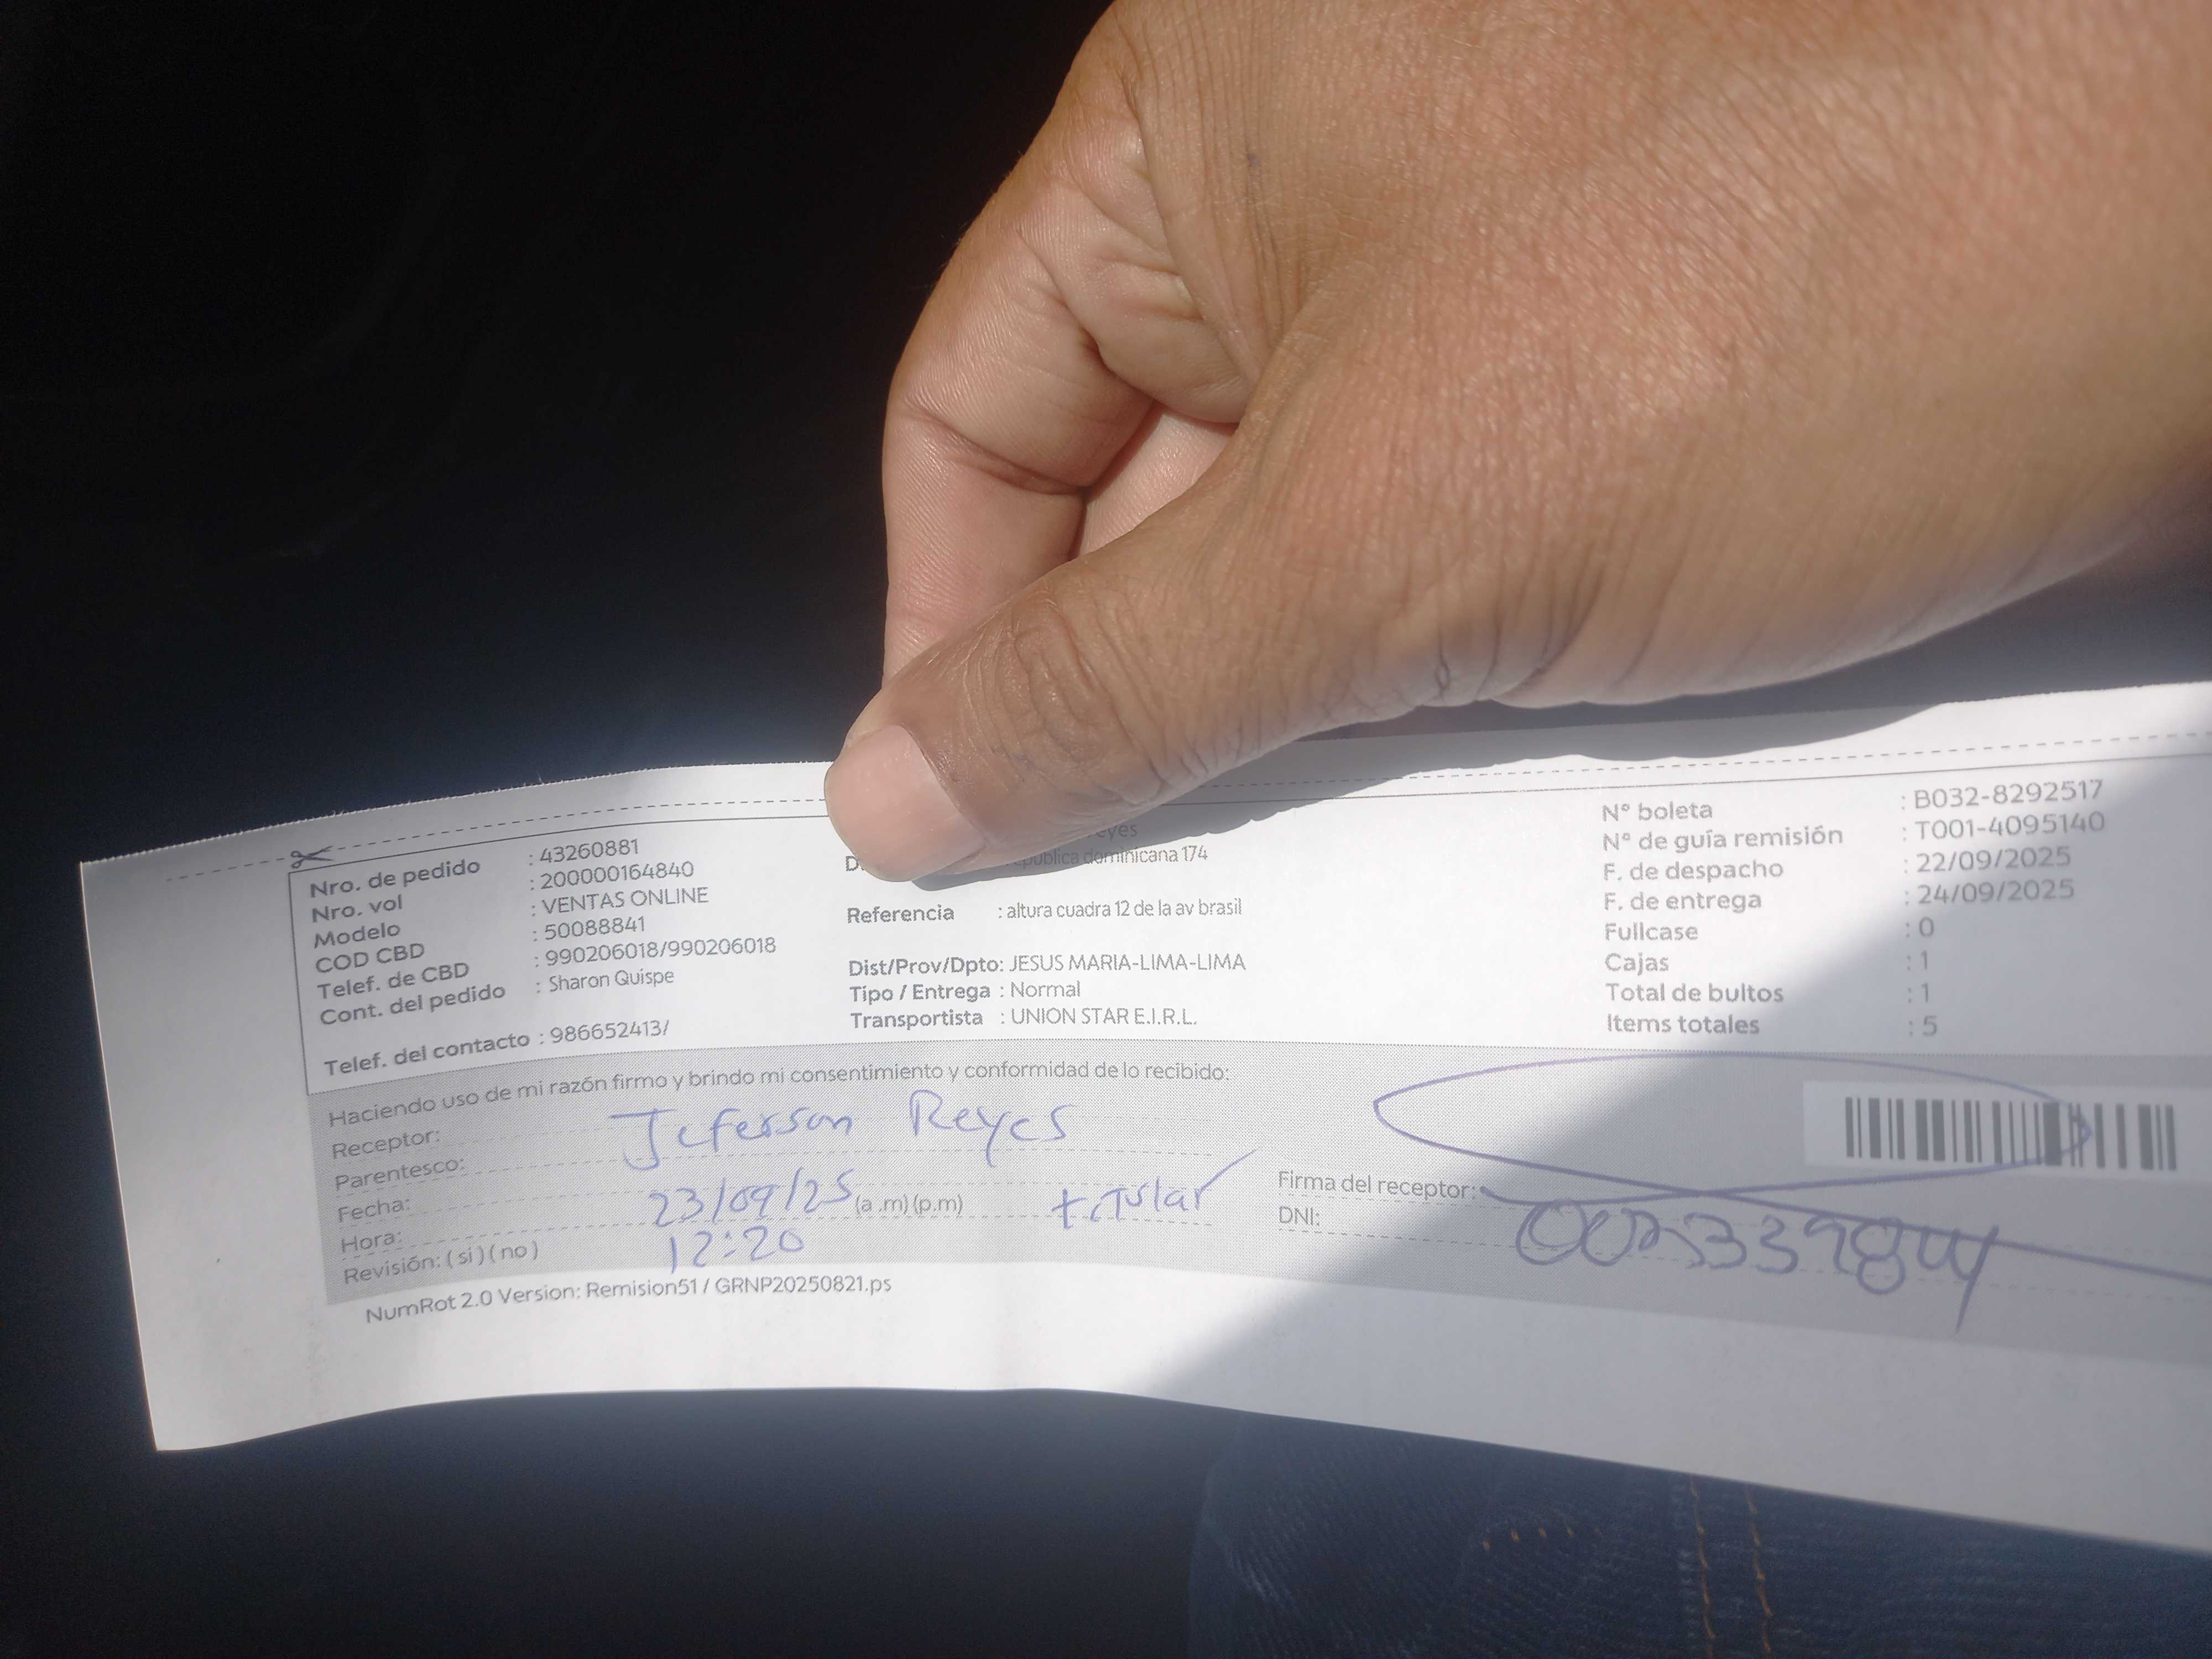 Nro. de pedido : 43260881
Nro. vol : 200000164840
Modelo : VENTAS ONLINE
COD CBD : 50088841
Telef. de CBD : 990206018/990206018
Cont. del pedido : Sharon Quispe
Telef. del contacto : 986652413/
eyes
epública dominicana 174
Referencia : altura cuadra 12 de la av brasil
Dist/Prov/Dpto: JESUS MARIA-LIMA-LIMA
Tipo / Entrega : Normal
Transportista : UNION STAR E.I.R.L.
N° boleta : B032-8292517
N° de guía remisión : T001-4095140
F. de despacho : 22/09/2025
F. de entrega : 24/09/2025
Fullcase : 0
Cajas : 1
Total de bultos : 1
Items totales : 5
Haciendo uso de mi razón firmo y brindo mi consentimiento y conformidad de lo recibido:
Receptor: Jeferson Reyes
Parentesco: titular
Fecha: 23/09/25 (a .m) (p.m)
Hora: 12:20
Revisión: ( si ) ( no )
Firma del receptor:
DNI:
NumRot 2.0 Version: Remision51 / GRNP20250821.ps